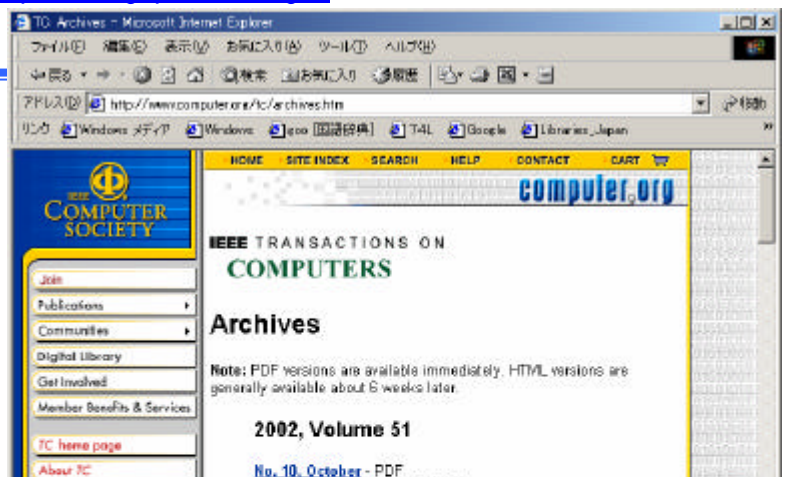 TC Archives - Microsoft Internet Explorer
ファイル(F) 編集(E) 表示(V) お気に入り(A) ツール(T) ヘルプ(H)
戻る 検索 お気に入り 履歴
アドレス(D) http://www.computer.org/tc/archives.htm 移動
リンク Windows メディア Windows goo [国語辞典] T4L Google Libraries_Japan »
HOME SITE INDEX SEARCH HELP CONTACT CART
computer.org
IEEE
COMPUTER
SOCIETY
IEEE TRANSACTIONS ON
COMPUTERS
Join
Publications
Communities
Digital Library
Get Involved
Member Benefits & Services
TC home page
About TC
Archives
Note: PDF versions are available immediately. HTML versions are
generally available about 6 weeks later.
2002, Volume 51
No. 10, October - PDF